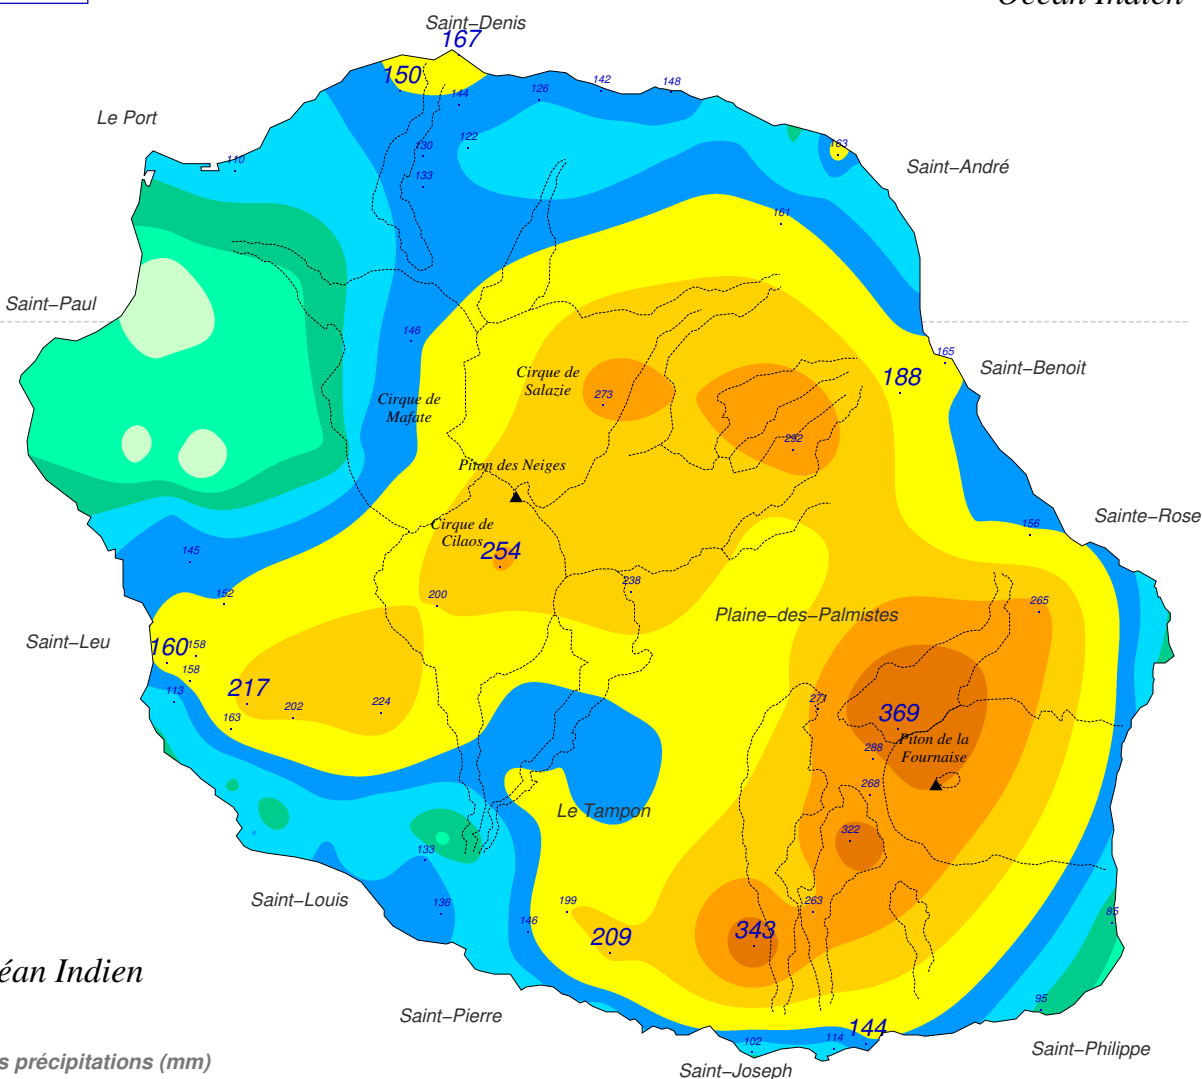 Océan Indien
Saint–Denis
167
150
144
126
142
148
Le Port
110
130
122
133
163
Saint–André
161
Saint–Paul
146
165
188
Saint–Benoit
Cirque de
Salazie
273
Cirque de
Mafate
292
Piton des Neiges
Cirque de
Cilaos
254
156
Sainte–Rose
145
152
200
238
265
Plaine–des–Palmistes
Saint–Leu
160
158
158
113
217
202
224
163
271
369
Piton de la
Fournaise
288
268
Le Tampon
322
133
Saint–Louis
136
146
199
209
343
263
85
éan Indien
95
Saint–Pierre
144
102
114
Saint–Philippe
s précipitations (mm)
Saint–Joseph